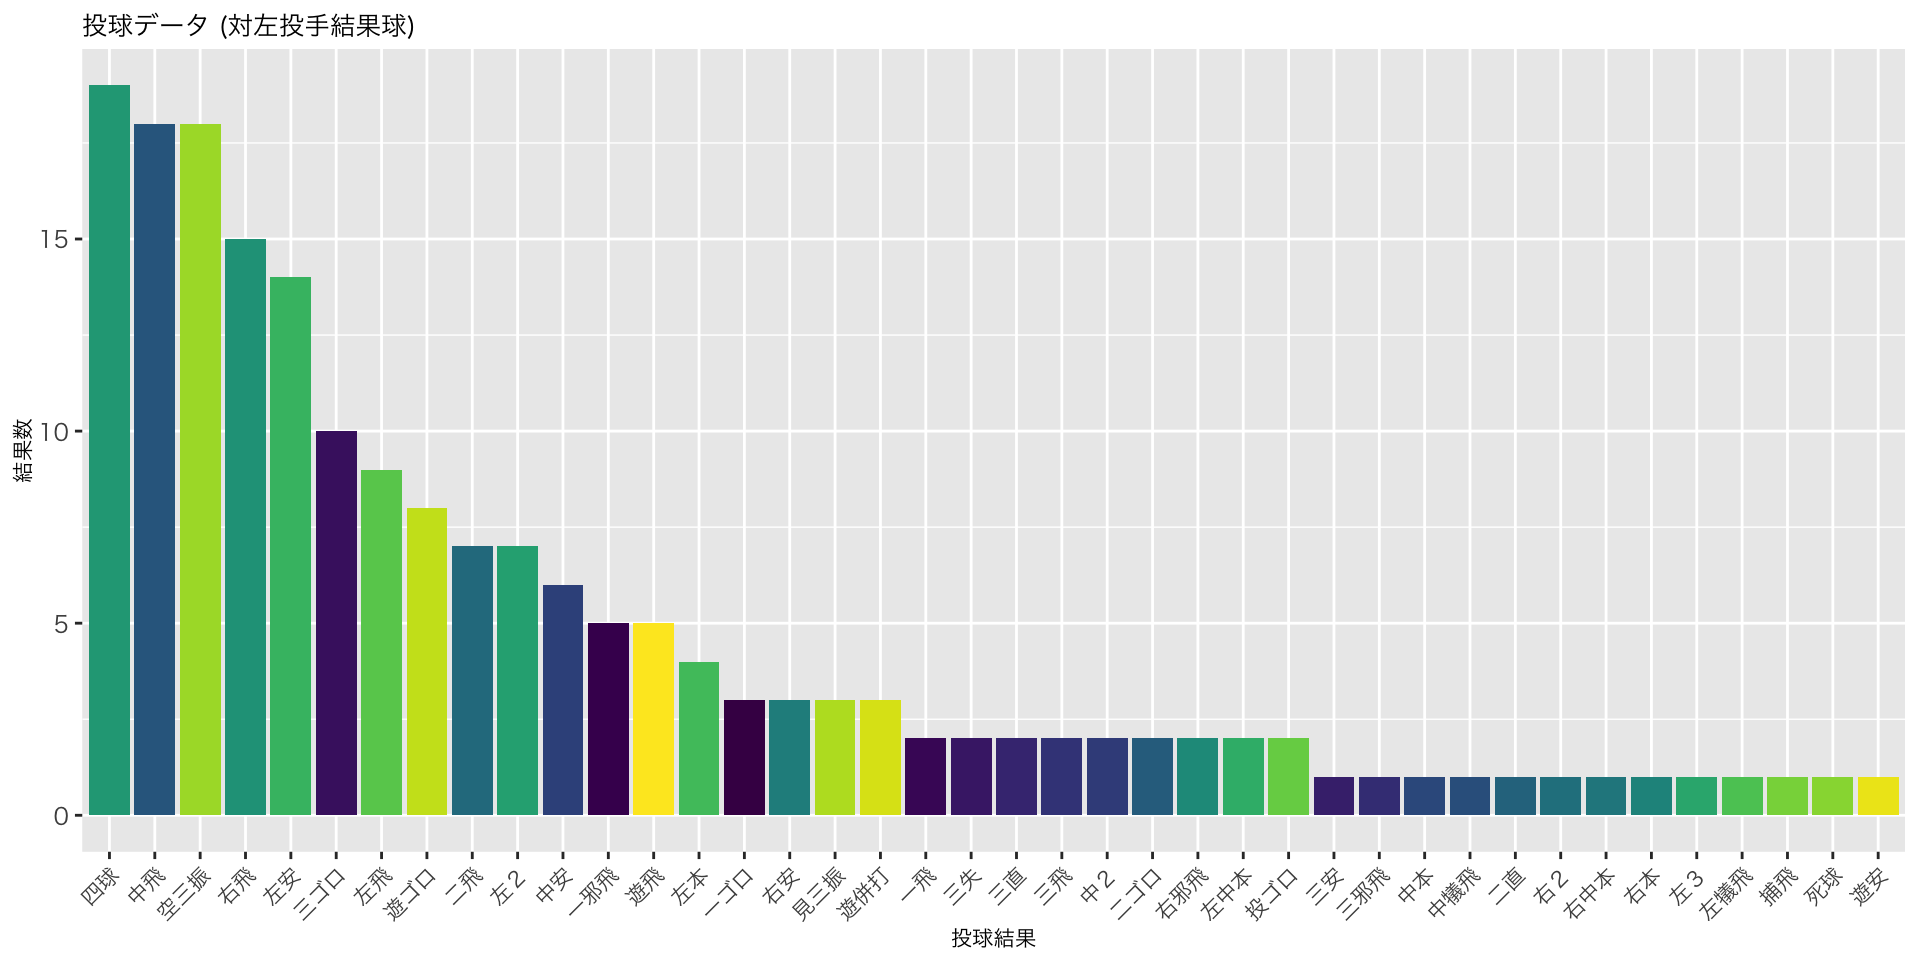 投球データ (対左投手結果球)
結果数
15
10
5
0
四球
中飛
空三振
右飛
左安
三ゴロ
左飛
遊ゴロ
二飛
左２
中安
一邪飛
遊飛
左本
一ゴロ
右安
見三振
遊併打
一飛
三失
三直
三飛
中２
二ゴロ
右邪飛
左中本
投ゴロ
三安
三邪飛
中本
中犠飛
二直
右２
右中本
右本
左３
左犠飛
捕飛
死球
遊安
投球結果